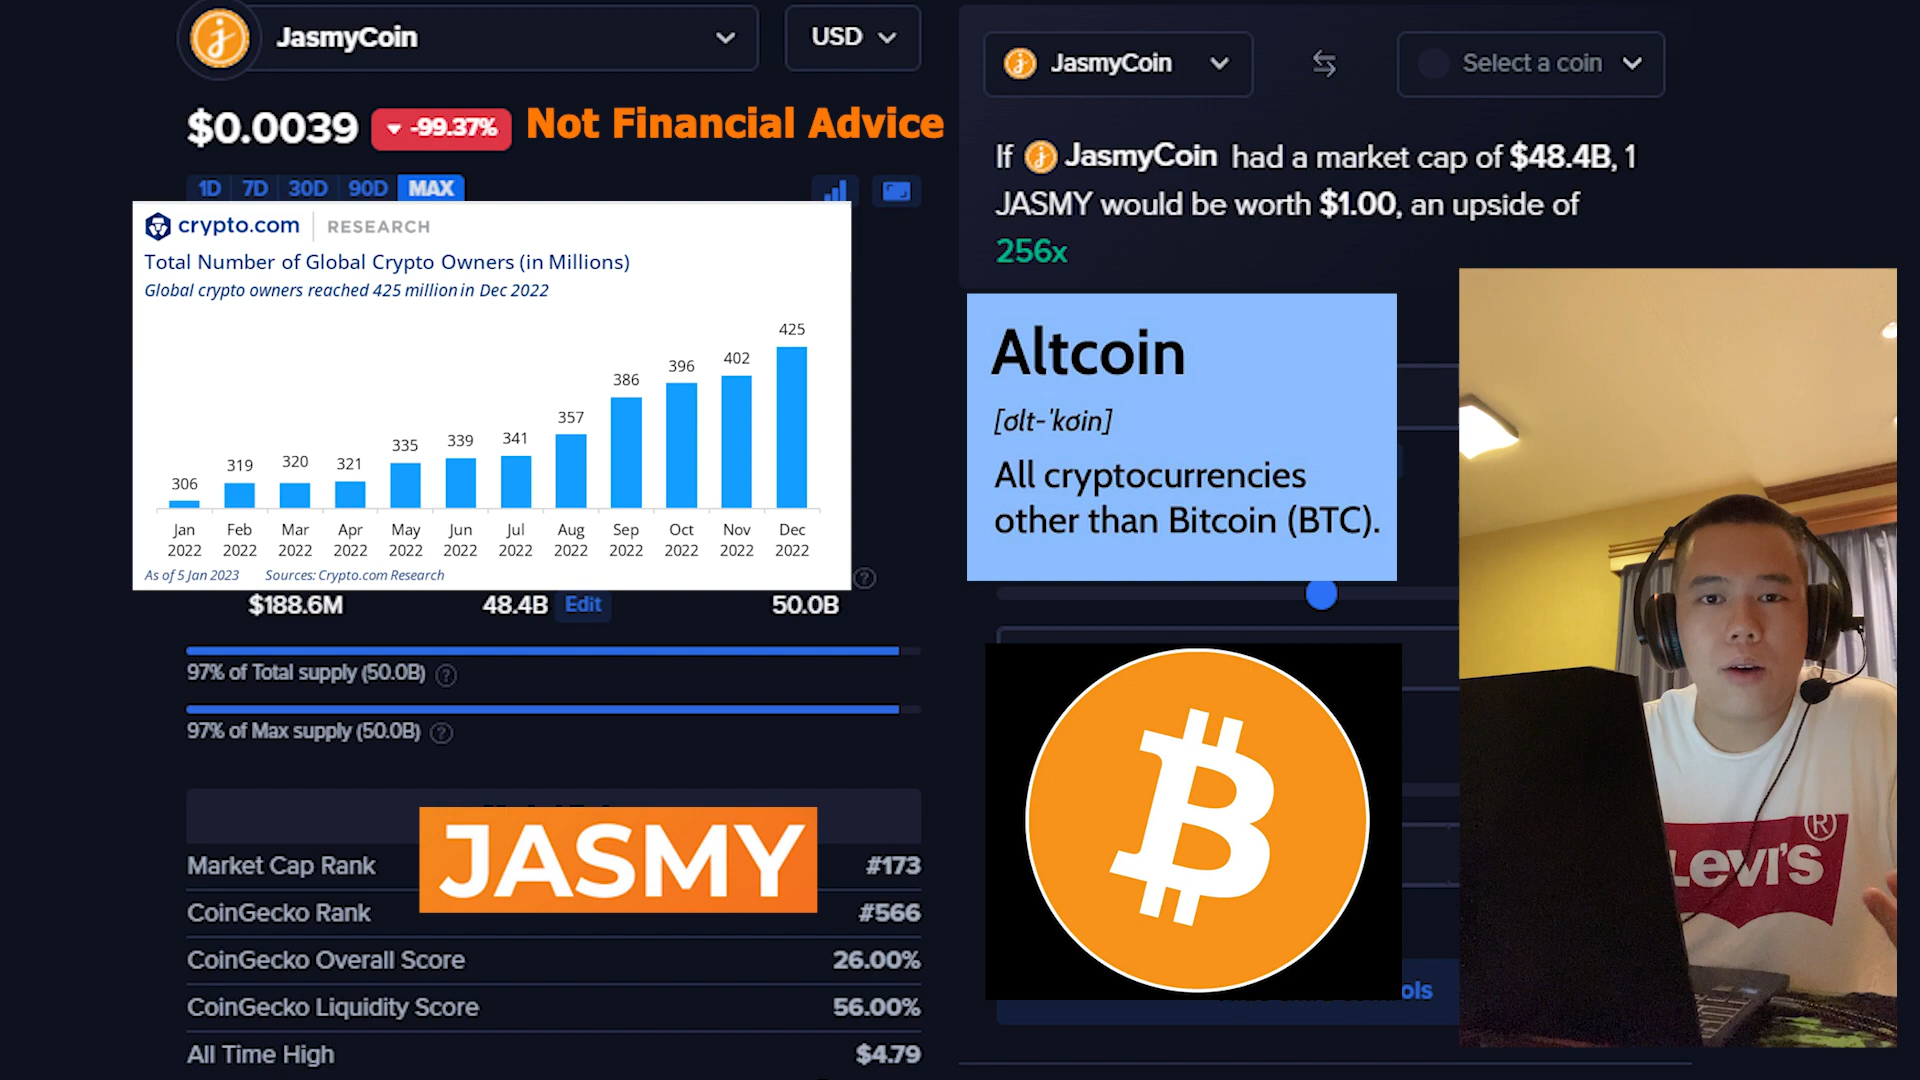 JasmyCoin
USD
$0.0039
-99.37%
Not Financial Advice
1D 7D 30D 90D MAX
crypto.com RESEARCH
Total Number of Global Crypto Owners (in Millions)
Global crypto owners reached 425 million in Dec 2022
306 319 320 321 335 339 341 357 386 396 402 425
Jan Feb Mar Apr May Jun Jul Aug Sep Oct Nov Dec
2022 2022 2022 2022 2022 2022 2022 2022 2022 2022 2022 2022
As of 5 Jan 2023 Sources: Crypto.com Research
?
$188.6M 48.4B Edit 50.0B
97% of Total supply (50.0B) ?
97% of Max supply (50.0B) ?
JASMY
Market Cap Rank #173
CoinGecko Rank #566
CoinGecko Overall Score 26.00%
CoinGecko Liquidity Score 56.00%
All Time High $4.79
JasmyCoin
Select a coin
If JasmyCoin had a market cap of $48.4B, 1
JASMY would be worth $1.00, an upside of
256x
Altcoin
[ɑlt-ˈkɑin]
All cryptocurrencies
other than Bitcoin (BTC).
Levi's ®